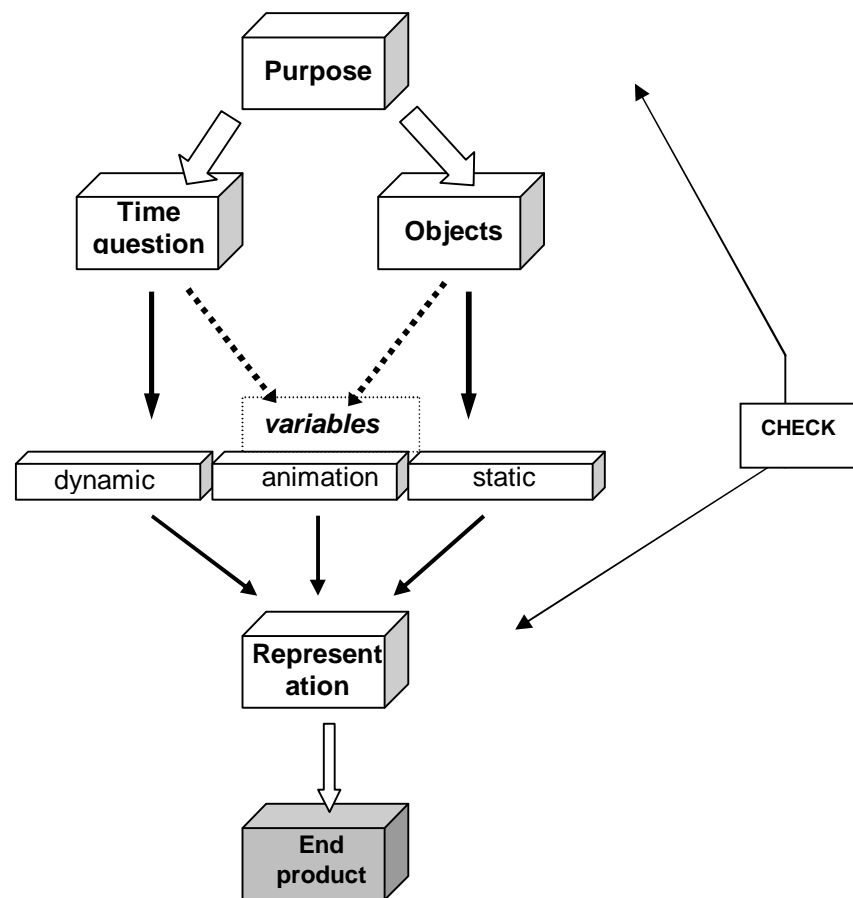 Purpose
Time
question
Objects
variables
CHECK
dynamic
animation
static
Represent
ation
End
product